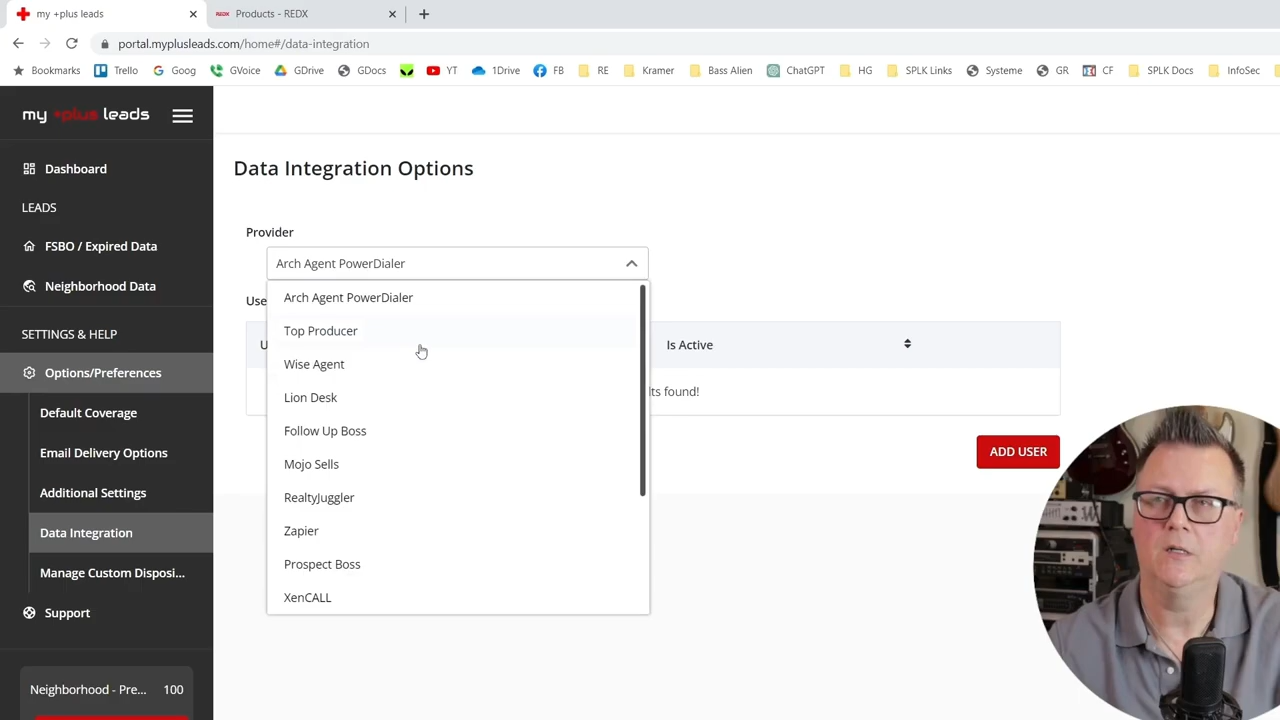 my +plus leads
Products - REDX
portal.myplusleads.com/home#/data-integration
Bookmarks
Trello
Goog
GVoice
GDrive
GDocs
YT
1Drive
FB
RE
Kramer
Bass Alien
ChatGPT
HG
SPLK Links
Systeme
GR
CF
SPLK Docs
InfoSec
my +plus leads
Dashboard
LEADS
FSBO / Expired Data
Neighborhood Data
SETTINGS & HELP
Options/Preferences
Default Coverage
Email Delivery Options
Additional Settings
Data Integration
Manage Custom Disposi...
Support
Neighborhood - Pre... 100
Data Integration Options
Provider
Arch Agent PowerDialer
Arch Agent PowerDialer
Top Producer
Wise Agent
Lion Desk
Follow Up Boss
Mojo Sells
RealtyJuggler
Zapier
Prospect Boss
XenCALL
Is Active
found!
ADD USER